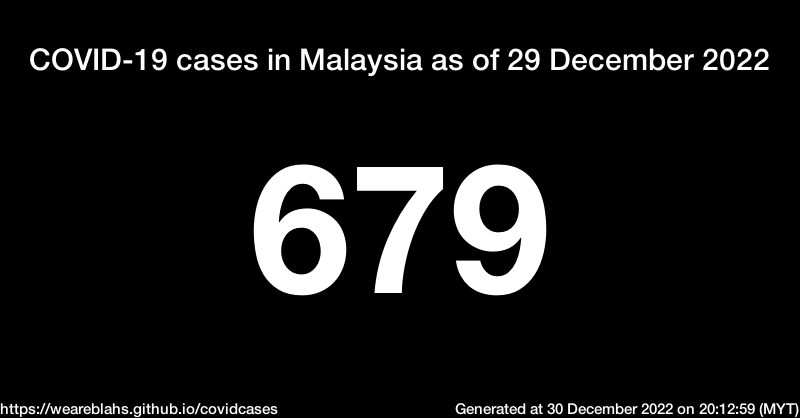 COVID-19 cases in Malaysia as of 29 December 2022
679
https://weareblahs.github.io/covidcases
Generated at 30 December 2022 on 20:12:59 (MYT)